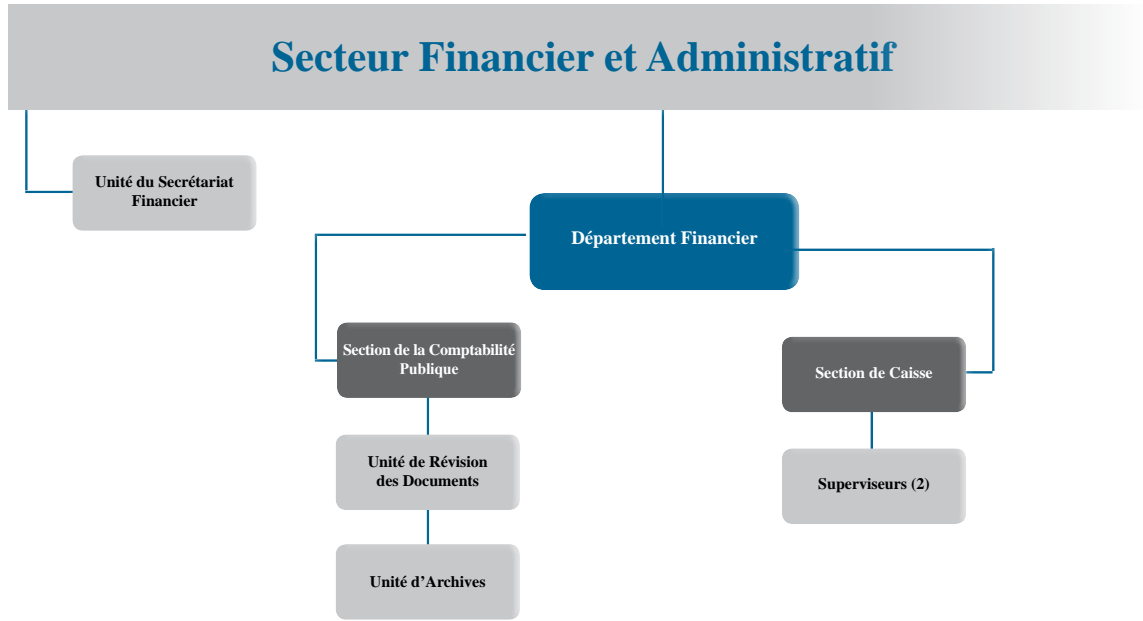 Secteur Financier et Administratif
Unité du Secrétariat
Financier
Département Financier
Section de la Comptabilité
Publique
Section de Caisse
Unité de Révision
des Documents
Superviseurs (2)
Unité d’Archives